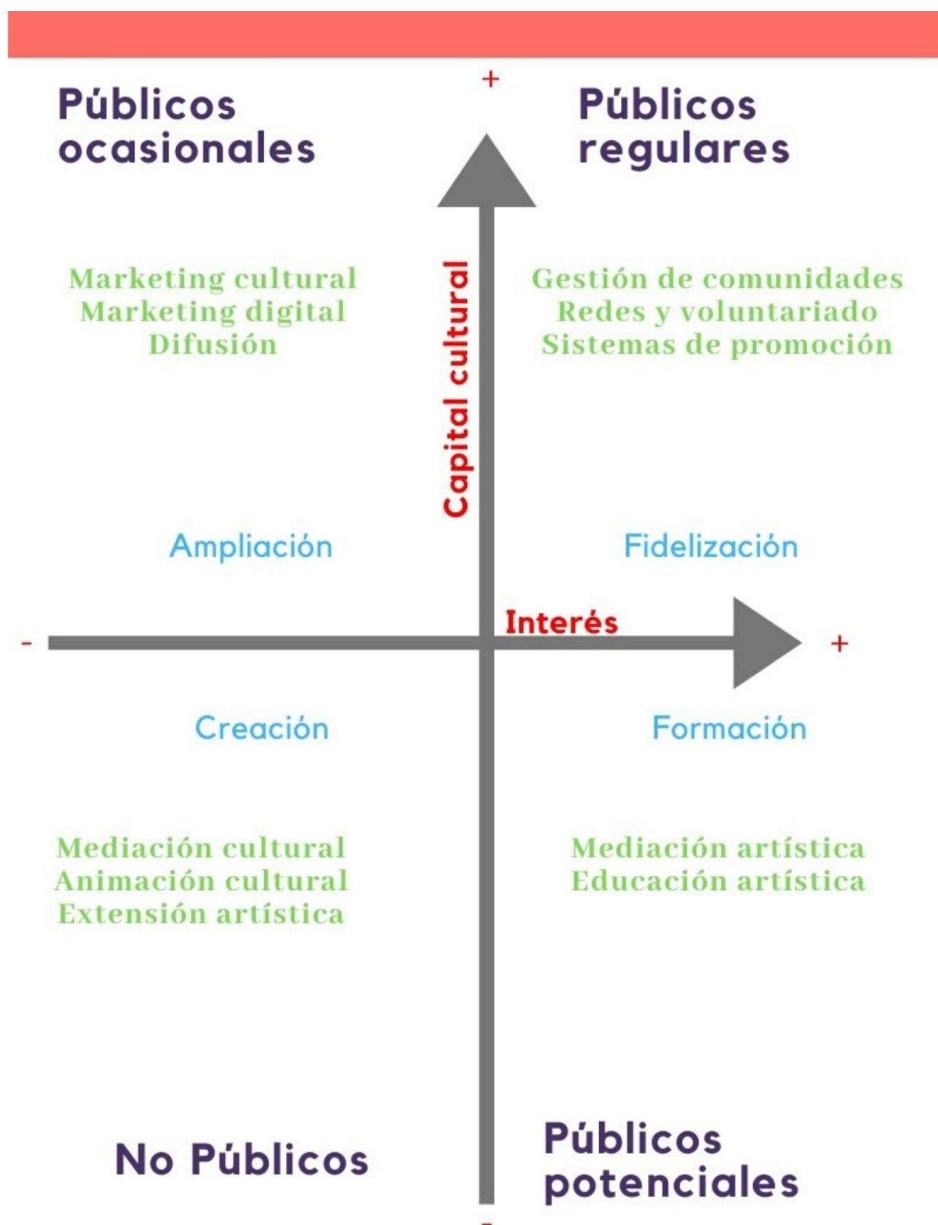 +
Públicos
ocasionales
Públicos
regulares
Marketing cultural
Marketing digital
Difusión
Capital cultural
Gestión de comunidades
Redes y voluntariado
Sistemas de promoción
Ampliación
Fidelización
Interés
-
+
Creación
Formación
Mediación cultural
Animación cultural
Extensión artística
Mediación artística
Educación artística
No Públicos
Públicos
potenciales
-